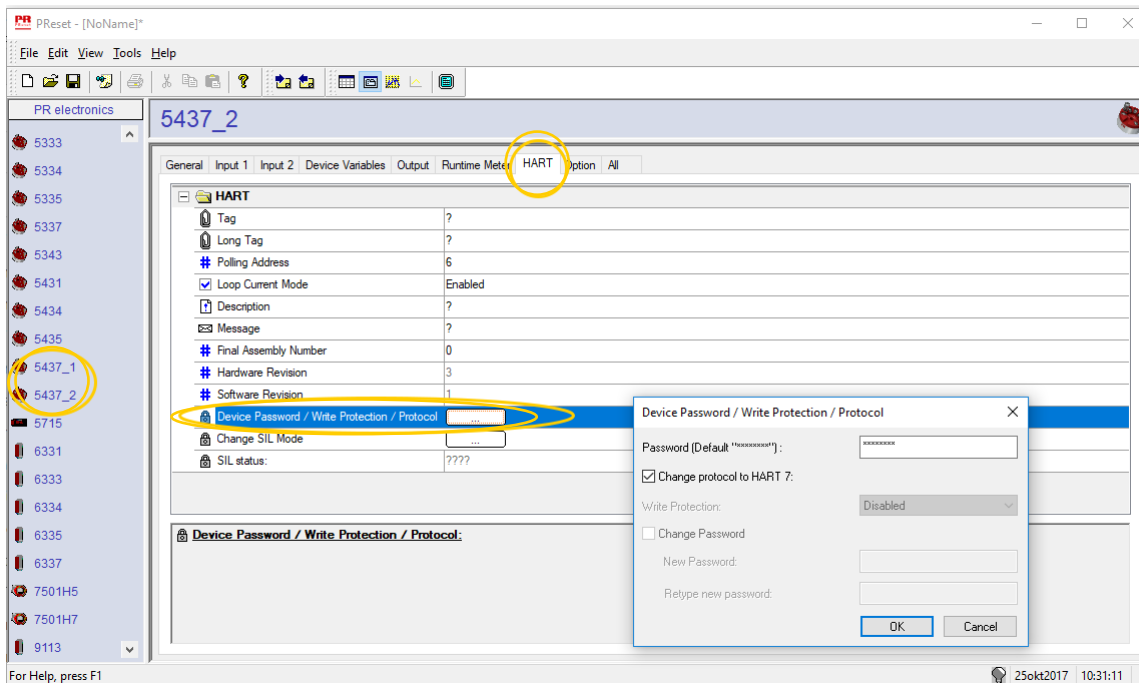 PR PReset - [NoName]*
File Edit View Tools Help
PR electronics
5333
5334
5335
5337
5343
5431
5434
5435
5437_1
5437_2
5715
6331
6333
6334
6335
6337
7501H5
7501H7
9113
5437_2
General Input 1 Input 2 Device Variables Output Runtime Meter HART Option All
HART
Tag ?
Long Tag ?
# Polling Address 6
Loop Current Mode Enabled
Description ?
Message ?
# Final Assembly Number 0
# Hardware Revision 3
# Software Revision 1
Device Password / Write Protection / Protocol ...
Change SIL Mode ...
SIL status: ????
Device Password / Write Protection / Protocol:
Device Password / Write Protection / Protocol
Password (Default "********") : ********
Change protocol to HART 7:
Write Protection: Disabled
Change Password
New Password:
Retype new password:
OK Cancel
For Help, press F1 25okt2017 10:31:11